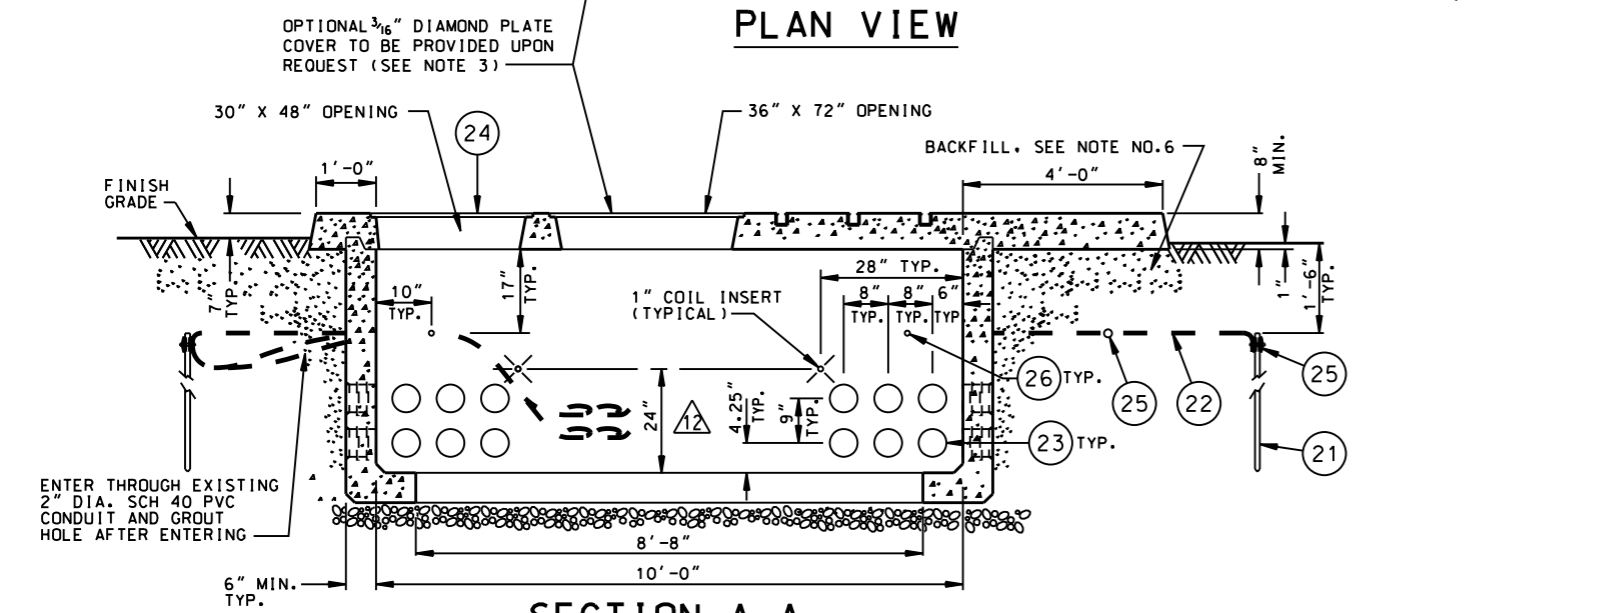 PLAN VIEW
OPTIONAL 3/16" DIAMOND PLATE
COVER TO BE PROVIDED UPON
REQUEST (SEE NOTE 3)
30" X 48" OPENING
24
36" X 72" OPENING
BACKFILL. SEE NOTE NO.6
8" MIN.
1'-0"
4'-0"
FINISH
GRADE
7" TYP.
10"
TYP.
17" TYP.
1" COIL INSERT
(TYPICAL)
28" TYP.
8"
TYP.
8"
TYP.
6"
TYP.
1"
1'-6" TYP.
26 TYP.
25
22
25
24"
12
4.25" TYP.
9" TYP.
23 TYP.
21
ENTER THROUGH EXISTING
2" DIA. SCH 40 PVC
CONDUIT AND GROUT
HOLE AFTER ENTERING
8'-8"
10'-0"
6" MIN.
TYP.
SECTION A-A